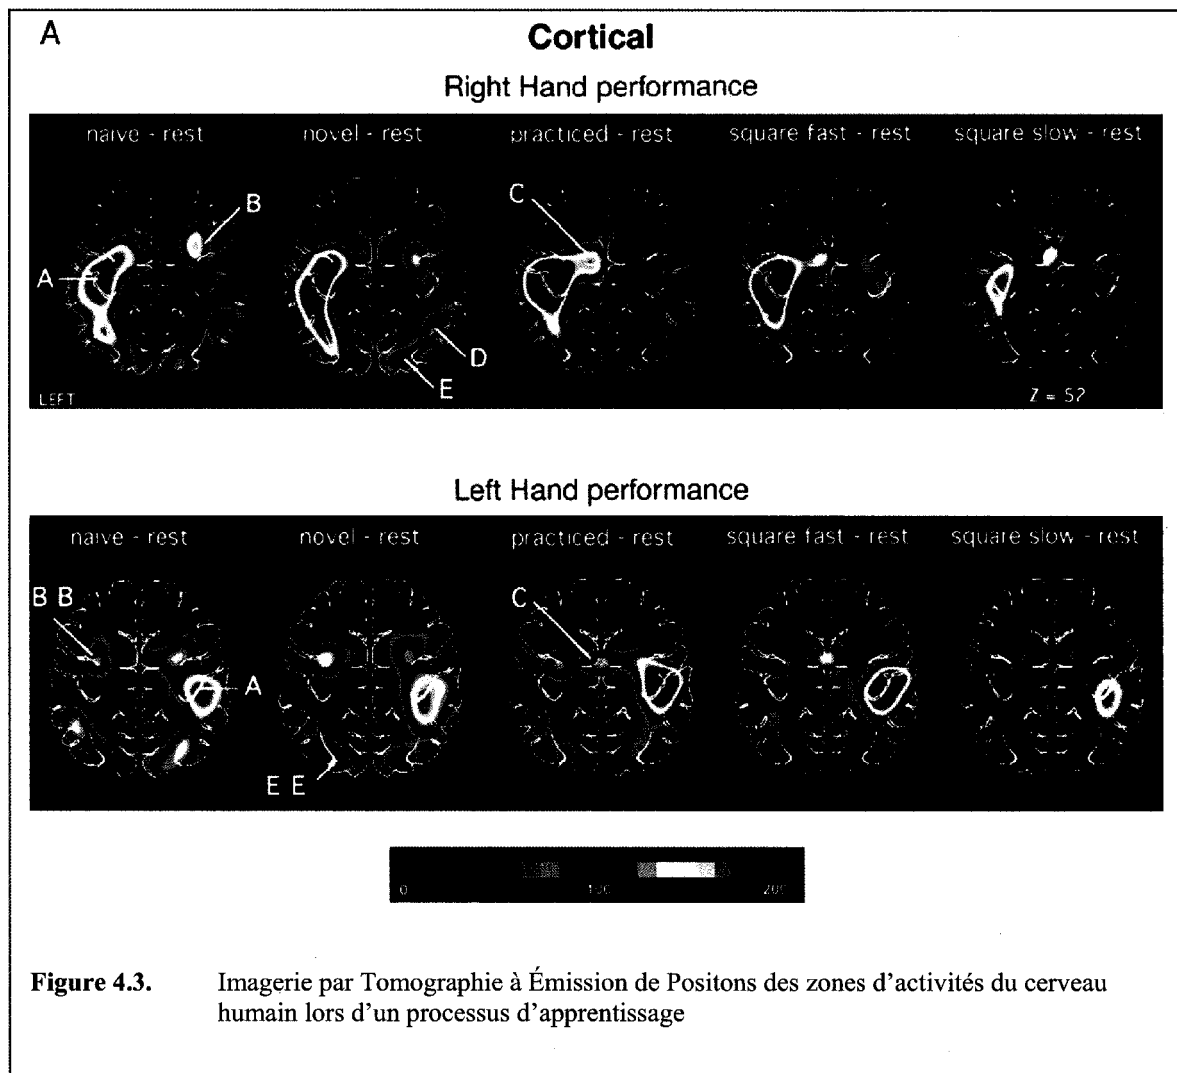 A
Cortical
Right Hand performance
naive - rest novel - rest practiced - rest square fast - rest square slow - rest
B
C
A
D
E
LEFT
Z = 52
Left Hand performance
naive - rest novel - rest practiced - rest square fast - rest square slow - rest
B B
C
A
E E
0 100 200
Figure 4.3. Imagerie par Tomographie à Émission de Positons des zones d'activités du cerveau
humain lors d'un processus d'apprentissage